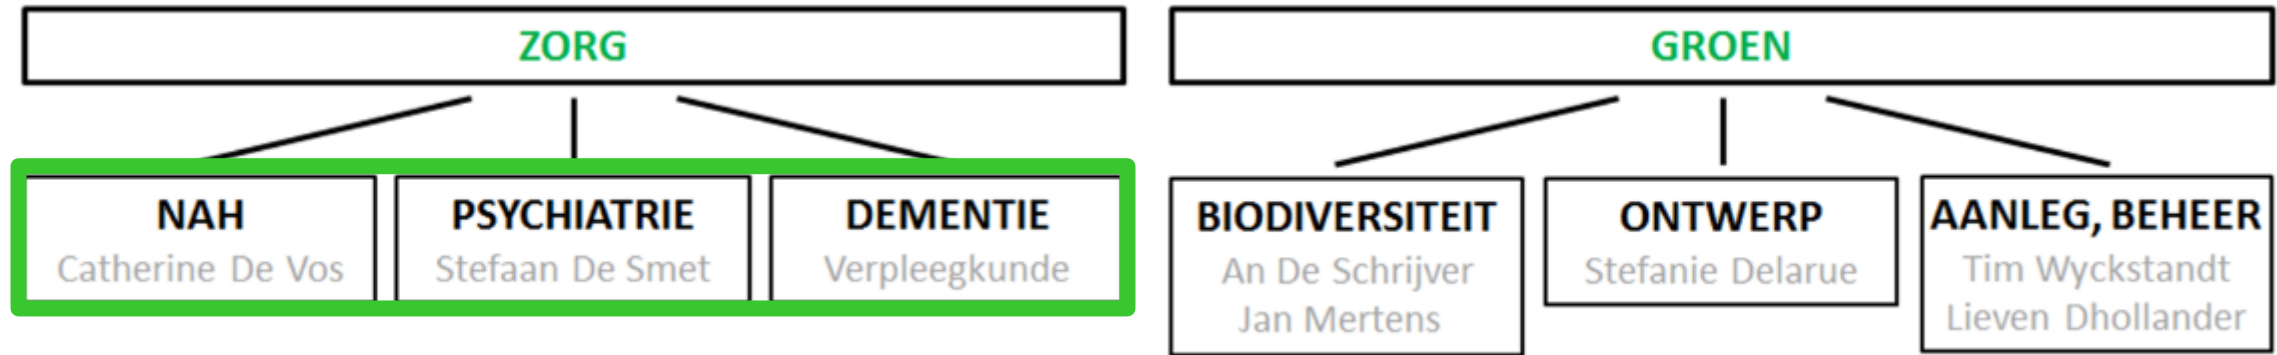 ZORG
NAH
Catherine De Vos
PSYCHIATRIE
Stefaan De Smet
DEMENTIE
Verpleegkunde
GROEN
BIODIVERSITEIT
An De Schrijver
Jan Mertens
ONTWERP
Stefanie Delarue
AANLEG, BEHEER
Tim Wyckstandt
Lieven Dhollander